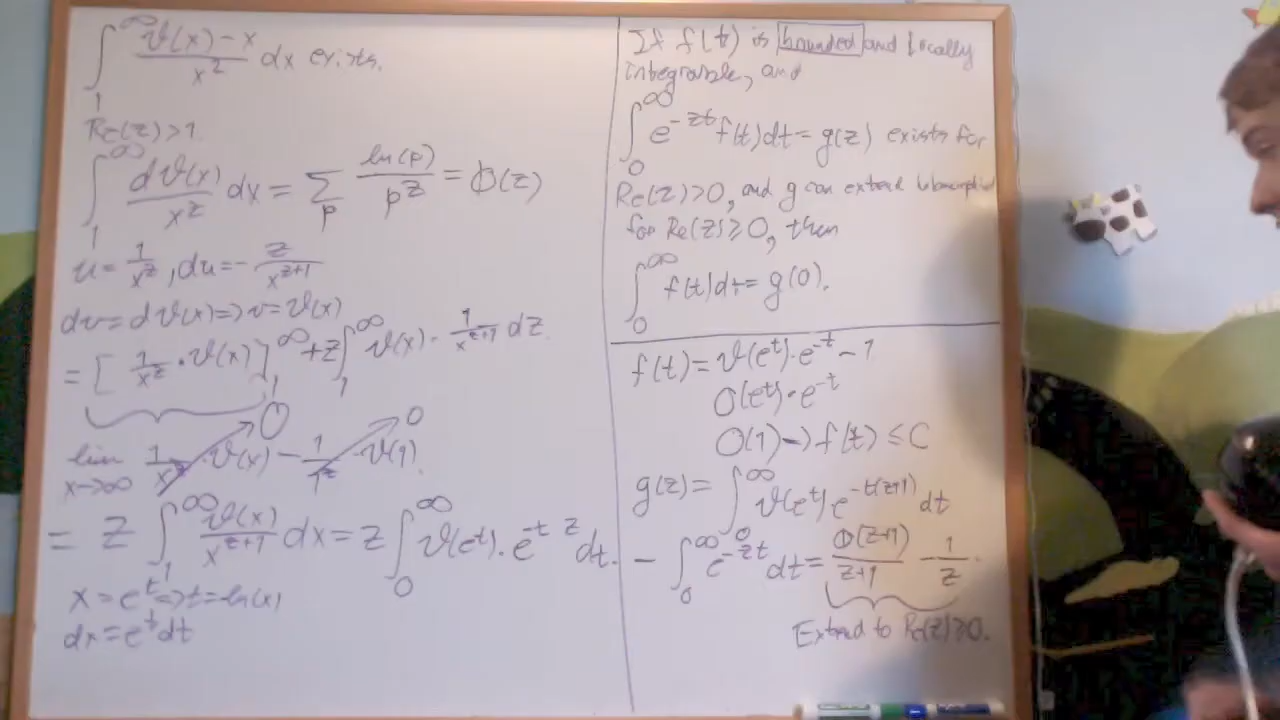 ∫₁^∞ (ϑ(x) − x)/x² dx exists.
Re(z) > 1
∫₁^∞ dϑ(x)/x^z dx = Σ_p ln(p)/p^z = Φ(z)
u = 1/x^z, du = − z/x^(z+1)
dv = dϑ(x) => v = ϑ(x)
= [1/x^z · ϑ(x)]₁^∞ + z∫₁^∞ ϑ(x) · 1/x^(z+1) dz
0
lim x→∞ 1/x^z · ϑ(x) − 1/1^z · ϑ(1) 0
= z ∫₁^∞ ϑ(x)/x^(z+1) dx = z ∫₀^∞ ϑ(e^t) · e^(-t z) dt.
x = e^t => t = ln(x)
dx = e^t dt
If f(t) is bounded and locally
integrable, and
∫₀^∞ e^(−zt) f(t) dt = g(z) exists for
Re(z) > 0, and g can extend
for Re(z) ≥ 0, then
∫₀^∞ f(t) dt = g(0).
f(t) = ϑ(e^t) · e^(−t) − 1
O(e^t) · e^(−t)
O(1) → f(t) ≤ C
g(z) = ∫₀^∞ ϑ(e^t) e^(−t(z+1)) dt
− ∫₀^∞ e^(−zt) dt = Φ(z+1)/(z+1) − 1/z.
Extend to Re(z) ≥ 0.